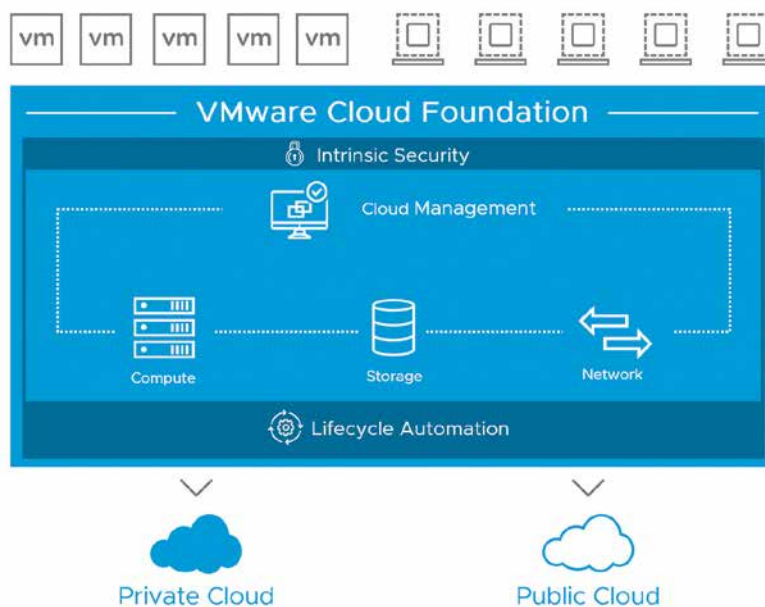 vm vm vm vm vm
VMware Cloud Foundation
Intrinsic Security
Cloud Management
Compute Storage Network
Lifecycle Automation
Private Cloud Public Cloud